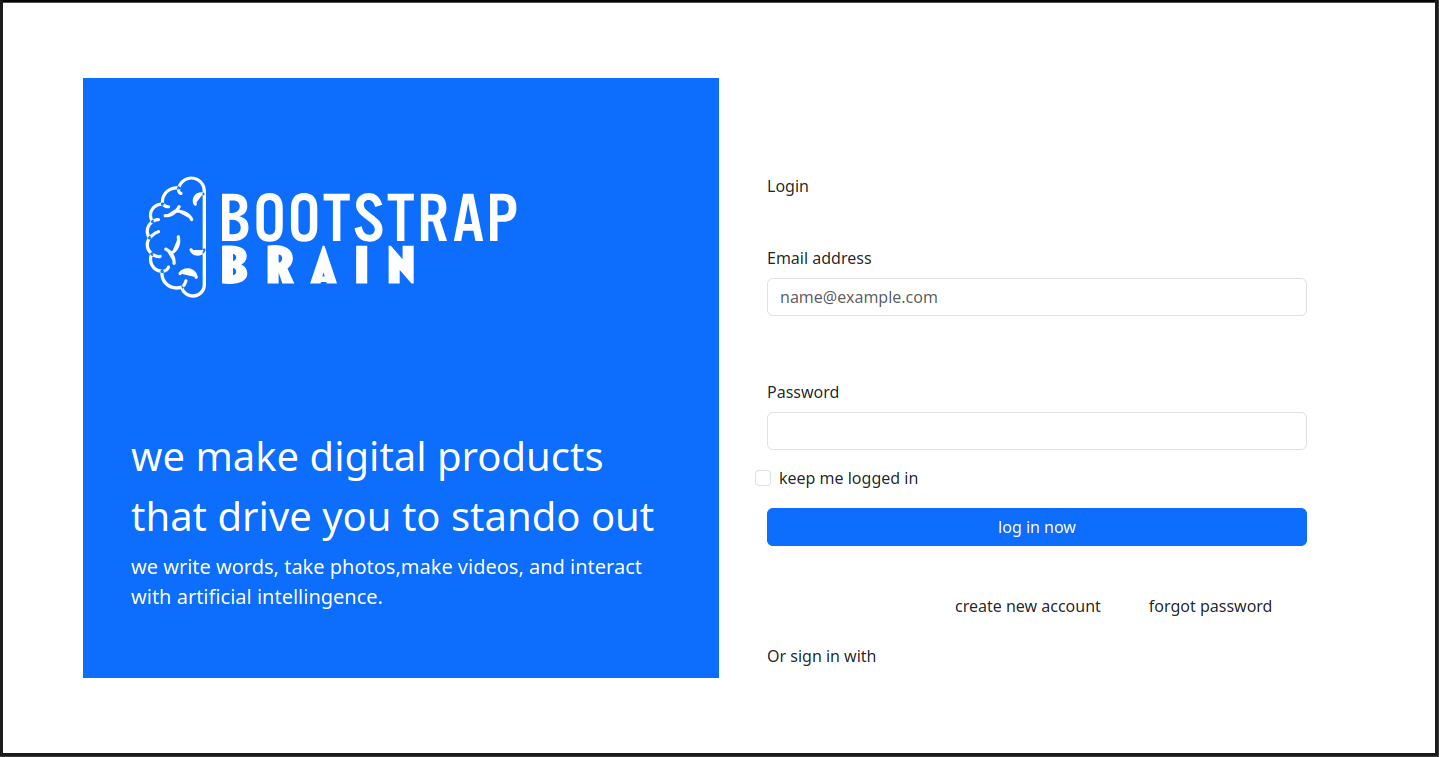 BOOTSTRAP
BRAIN
we make digital products
that drive you to stando out
we write words, take photos,make videos, and interact
with artificial intellingence.
Login
Email address
name@example.com
Password
keep me logged in
log in now
create new account forgot password
Or sign in with